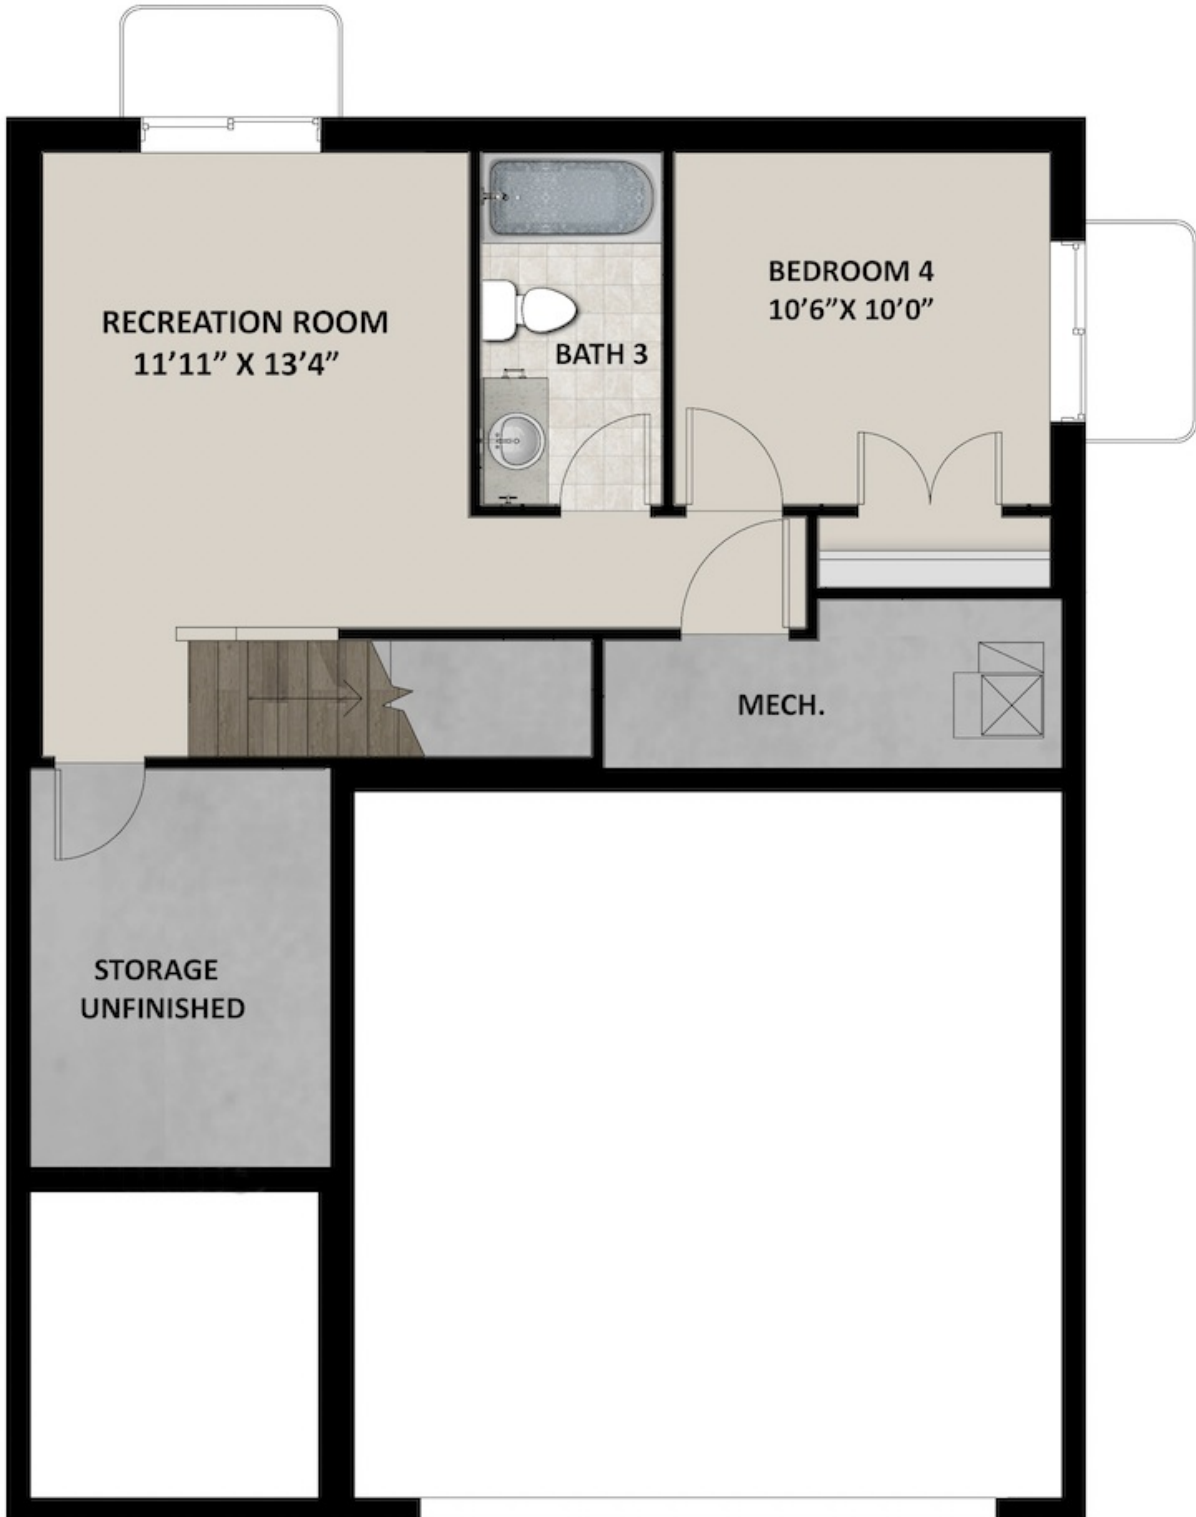 RECREATION ROOM
11’11” X 13’4”
BATH 3
BEDROOM 4
10’6”X 10’0”
MECH.
STORAGE
UNFINISHED